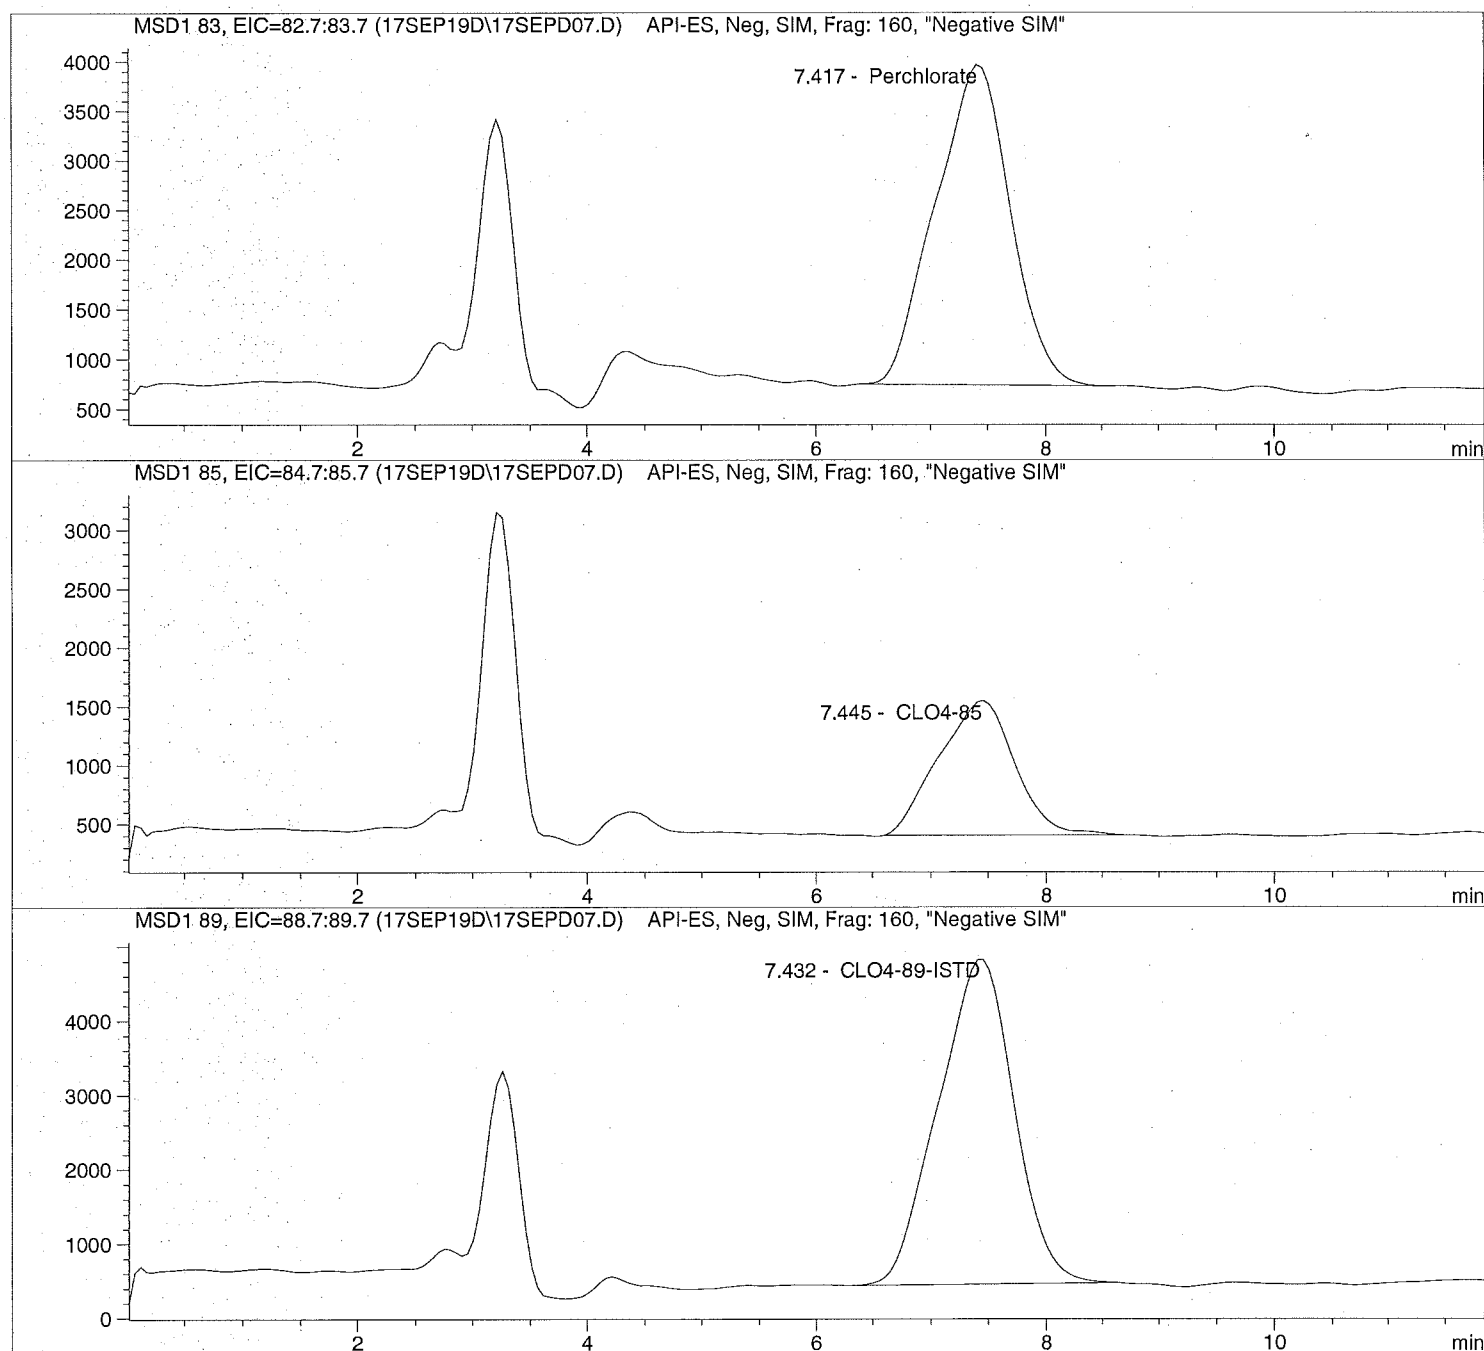 MSD1 83, EIC=82.7:83.7 (17SEP19D\17SEPD07.D) API-ES, Neg, SIM, Frag: 160, "Negative SIM"
7.417 - Perchlorate
4000
3500
3000
2500
2000
1500
1000
500
2 4 6 8 10 min
MSD1 85, EIC=84.7:85.7 (17SEP19D\17SEPD07.D) API-ES, Neg, SIM, Frag: 160, "Negative SIM"
3000
2500
2000
1500
7.445 - CLO4-85
1000
500
2 4 6 8 10 min
MSD1 89, EIC=88.7:89.7 (17SEP19D\17SEPD07.D) API-ES, Neg, SIM, Frag: 160, "Negative SIM"
7.432 - CLO4-89-ISTD
4000
3000
2000
1000
0
2 4 6 8 10 min